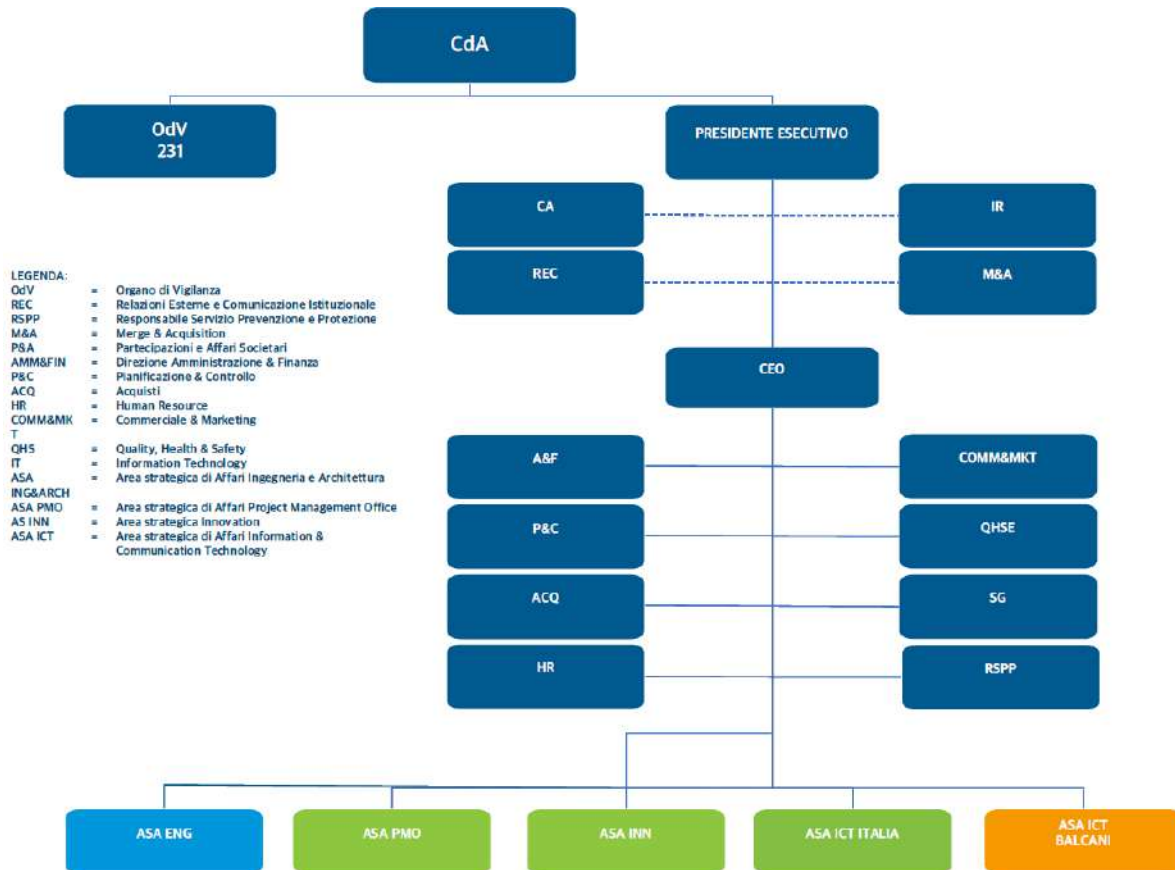 CdA
OdV
231
PRESIDENTE ESECUTIVO
CA
IR
REC
M&A
LEGENDA:
OdV = Organo di Vigilanza
REC = Relazioni Esterne e Comunicazione Istituzionale
RSPP = Responsabile Servizio Prevenzione e Protezione
M&A = Merge & Acquisition
P&A = Partecipazioni e Affari Societari
AMM&FIN = Direzione Amministrazione & Finanza
P&C = Pianificazione & Controllo
ACQ = Acquisti
HR = Human Resource
COMM&MK = Commerciale & Marketing
T
QHS = Quality, Health & Safety
IT = Information Technology
ASA = Area strategica di Affari Ingegneria e Architettura
ING&ARCH
ASA PMO = Area strategica di Affari Project Management Office
AS INN = Area strategica Innovation
ASA ICT = Area strategica di Affari Information &
Communication Technology
CEO
A&F
COMM&MKT
P&C
QHSE
ACQ
SG
HR
RSPP
ASA ENG
ASA PMO
ASA INN
ASA ICT ITALIA
ASA ICT
BALCANI